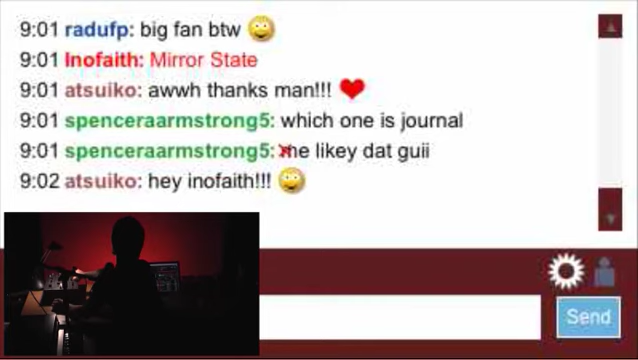 9:01 radufp: big fan btw
9:01 Inofaith: Mirror State
9:01 atsuiko: awwh thanks man!!!
9:01 spenceraarmstrong5: which one is journal
9:01 spenceraarmstrong5: me likey dat guii
9:02 atsuiko: hey inofaith!!!
Send